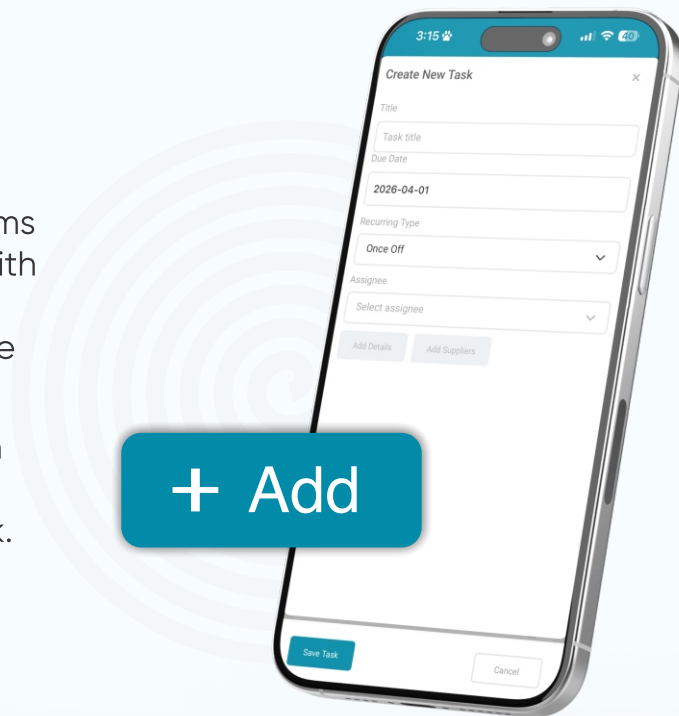 3:15
40
Create New Task
Title
Task title
Due Date
2026-04-01
Recurring Type
Once Off
Assignee
Select assignee
Add Details
Add Suppliers
+ Add
Save Task
Cancel